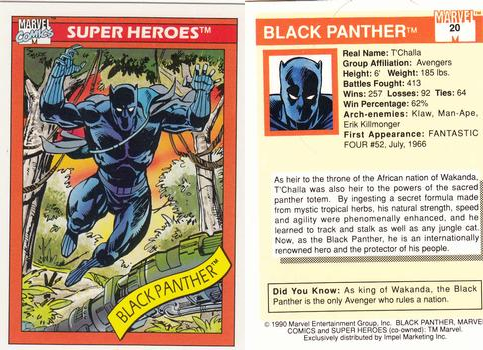 MARVEL
COMICS
SUPER HEROES™
BLACK PANTHER™
BLACK PANTHER™
MARVEL™
20
Real Name: T'Challa
Group Affiliation: Avengers
Height: 6' Weight: 185 lbs.
Battles Fought: 413
Wins: 257 Losses: 92 Ties: 64
Win Percentage: 62%
Arch-enemies: Klaw, Man-Ape,
Erik Killmonger
First Appearance: FANTASTIC
FOUR #52, July, 1966
As heir to the throne of the African nation of Wakanda,
T'Challa was also heir to the powers of the sacred
panther totem. By ingesting a secret formula made
from mystic tropical herbs, his natural strength, speed
and agility were phenomenally enhanced, and he
learned to track and stalk as well as any jungle cat.
Now, as the Black Panther, he is an internationally
renowned hero and the protector of his people.
Did You Know: As king of Wakanda, the Black
Panther is the only Avenger who rules a nation.
© 1990 Marvel Entertainment Group, Inc. BLACK PANTHER, MARVEL
COMICS and SUPER HEROES (co-owned): TM Marvel.
Exclusively distributed by Impel Marketing Inc.